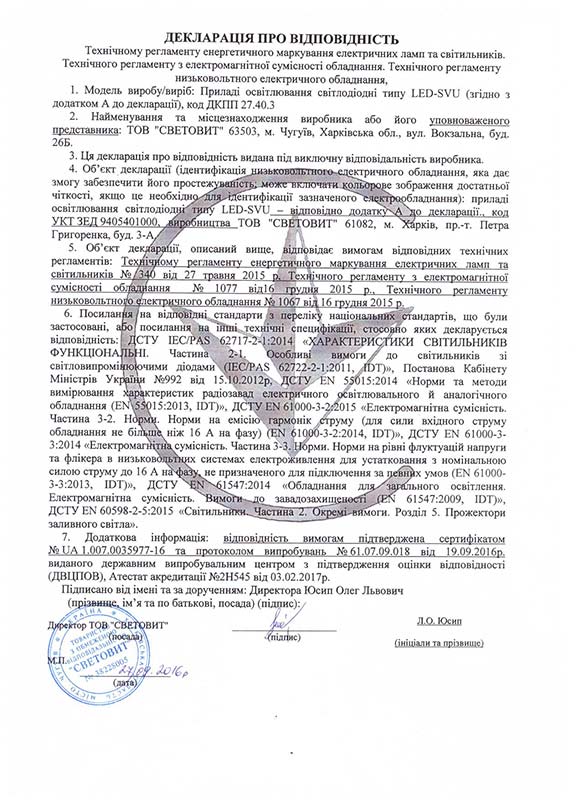 ДЕКЛАРАЦІЯ ПРО ВІДПОВІДНІСТЬ
Технічному регламенту енергетичного маркування електричних ламп та світильників.
Технічного регламенту з електромагнітної сумісності обладнання. Технічного регламенту
низьковольтного електричного обладнання,
1. Модель виробу/виріб: Приладі освітлювання світлодіодні типу LED-SVU (згідно з
додатком А до декларації), код ДКПП 27.40.3
2. Найменування та місцезнаходження виробника або його уповноваженого
представника: ТОВ "СВЕТОВИТ" 63503, м. Чугуїв, Харківська обл., вул. Вокзальна, буд.
26Б.
3. Ця декларація про відповідність видана під виключну відповідальність виробника.
4. Об'єкт декларації (ідентифікація низьковольтного електричного обладнання, яка дає
змогу забезпечити його простежуваність; може включати кольорове зображення достатньої
чіткості, якщо це необхідно для ідентифікації зазначеного електрообладнання): приладі
освітлювання світлодіодні типу LED-SVU – відповідно додатку А до декларації., код
УКТ ЗЕД 9405401000, виробництва ТОВ "СВЕТОВИТ" 61082, м. Харків, пр.-т. Петра
Григоренка, буд. 3-А,
5. Об'єкт декларації, описаний вище, відповідає вимогам відповідних технічних
регламентів: Технічному регламенту енергетичного маркування електричних ламп та
світильників № 340 від 27 травня 2015 р. Технічного регламенту з електромагнітної
сумісності обладнання № 1077 від16 грудня 2015 р., Технічного регламенту
низьковольтного електричного обладнання № 1067 від 16 грудня 2015 р.
6. Посилання на відповідні стандарти з переліку національних стандартів, що були
застосовані, або посилання на інші технічні специфікації, стосовно яких декларується
відповідність: ДСТУ IEC/PAS 62717-2-1:2014 «ХАРАКТЕРИСТИКИ СВІТИЛЬНИКІВ
ФУНКЦІОНАЛЬНІ. Частина 2-1. Особливі вимоги до світильників зі
світловипромінюючими діодами (IEC/PAS 62722-2-1:2011, IDT)», Постанова Кабінету
Міністрів України №992 від 15.10.2012р, ДСТУ EN 55015:2014 «Норми та методи
вимірювання характеристик радіозавад електричного освітлювального й аналогічного
обладнання (EN 55015:2013, IDT)», ДСТУ EN 61000-3-2:2015 «Електромагнітна сумісність.
Частина 3-2. Норми. Норми на емісію гармонік струму (для сили вхідного струму
обладнання не більше ніж 16 А на фазу) (EN 61000-3-2:2014, IDT)», ДСТУ EN 61000-3-
3:2014 «Електромагнітна сумісність. Частина 3-3. Норми. Норми на рівні флуктуацій напруги
та флікера в низьковольтних системах електроживлення для устатковання з номінальною
силою струму до 16 А на фазу, не призначеного для підключення за певних умов (EN 61000-
3-3:2013, IDT)», ДСТУ EN 61547:2014 «Обладнання для загального освітлення.
Електромагнітна сумісність. Вимоги до завадозахищеності (EN 61547:2009, IDT)»,
ДСТУ EN 60598-2-5:2015 «Світильники. Частина 2. Окремі вимоги. Розділ 5. Прожектори
заливного світла».
7. Додаткова інформація: відповідність вимогам підтверджена сертифікатом
№ UA 1.007.0035977-16 та протоколом випробувань № 61.07.09.018 від 19.09.2016р.
виданого державним випробувальним центром з підтвердження оцінки відповідності
(ДВЦПОВ), Атестат акредитації №2Н545 від 03.02.2017р.
Підписано від імені та за дорученням: Директора Юсип Олег Львович
(прізвище, ім'я та по батькові, посада) (підпис):
Директор ТОВ "СВЕТОВИТ"
Л.О. Юсип
(посада)
(підпис)
(ініціали та прізвище)
М.П.
27.09.2016р
(дата)
УКРАЇНА
ТОВАРИСТВО
З ОБМЕЖЕНОЮ
ВІДПОВІДАЛЬНІСТЮ
"СВЕТОВИТ"
№ 38225005